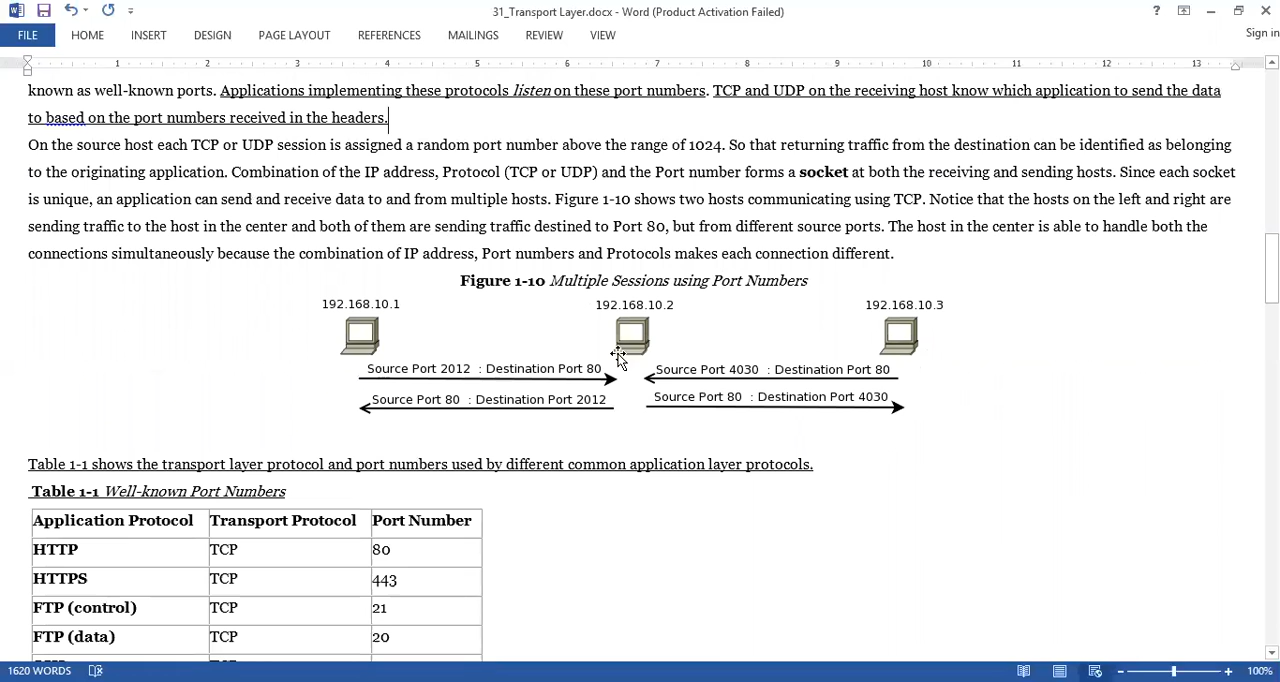 31_Transport Layer.docx - Word (Product Activation Failed)
?
FILE HOME INSERT DESIGN PAGE LAYOUT REFERENCES MAILINGS REVIEW VIEW Sign in
1 2 3 4 5 6 7 8 9 10 11 12 13
known as well-known ports. Applications implementing these protocols listen on these port numbers. TCP and UDP on the receiving host know which application to send the data
to based on the port numbers received in the headers.
On the source host each TCP or UDP session is assigned a random port number above the range of 1024. So that returning traffic from the destination can be identified as belonging
to the originating application. Combination of the IP address, Protocol (TCP or UDP) and the Port number forms a socket at both the receiving and sending hosts. Since each socket
is unique, an application can send and receive data to and from multiple hosts. Figure 1-10 shows two hosts communicating using TCP. Notice that the hosts on the left and right are
sending traffic to the host in the center and both of them are sending traffic destined to Port 80, but from different source ports. The host in the center is able to handle both the
connections simultaneously because the combination of IP address, Port numbers and Protocols makes each connection different.
Figure 1-10 Multiple Sessions using Port Numbers
192.168.10.1 192.168.10.2 192.168.10.3
Source Port 2012 : Destination Port 80 Source Port 4030 : Destination Port 80
Source Port 80 : Destination Port 2012 Source Port 80 : Destination Port 4030
Table 1-1 shows the transport layer protocol and port numbers used by different common application layer protocols.
Table 1-1 Well-known Port Numbers
Application Protocol Transport Protocol Port Number
HTTP TCP 80
HTTPS TCP 443
FTP (control) TCP 21
FTP (data) TCP 20
1620 WORDS 100%